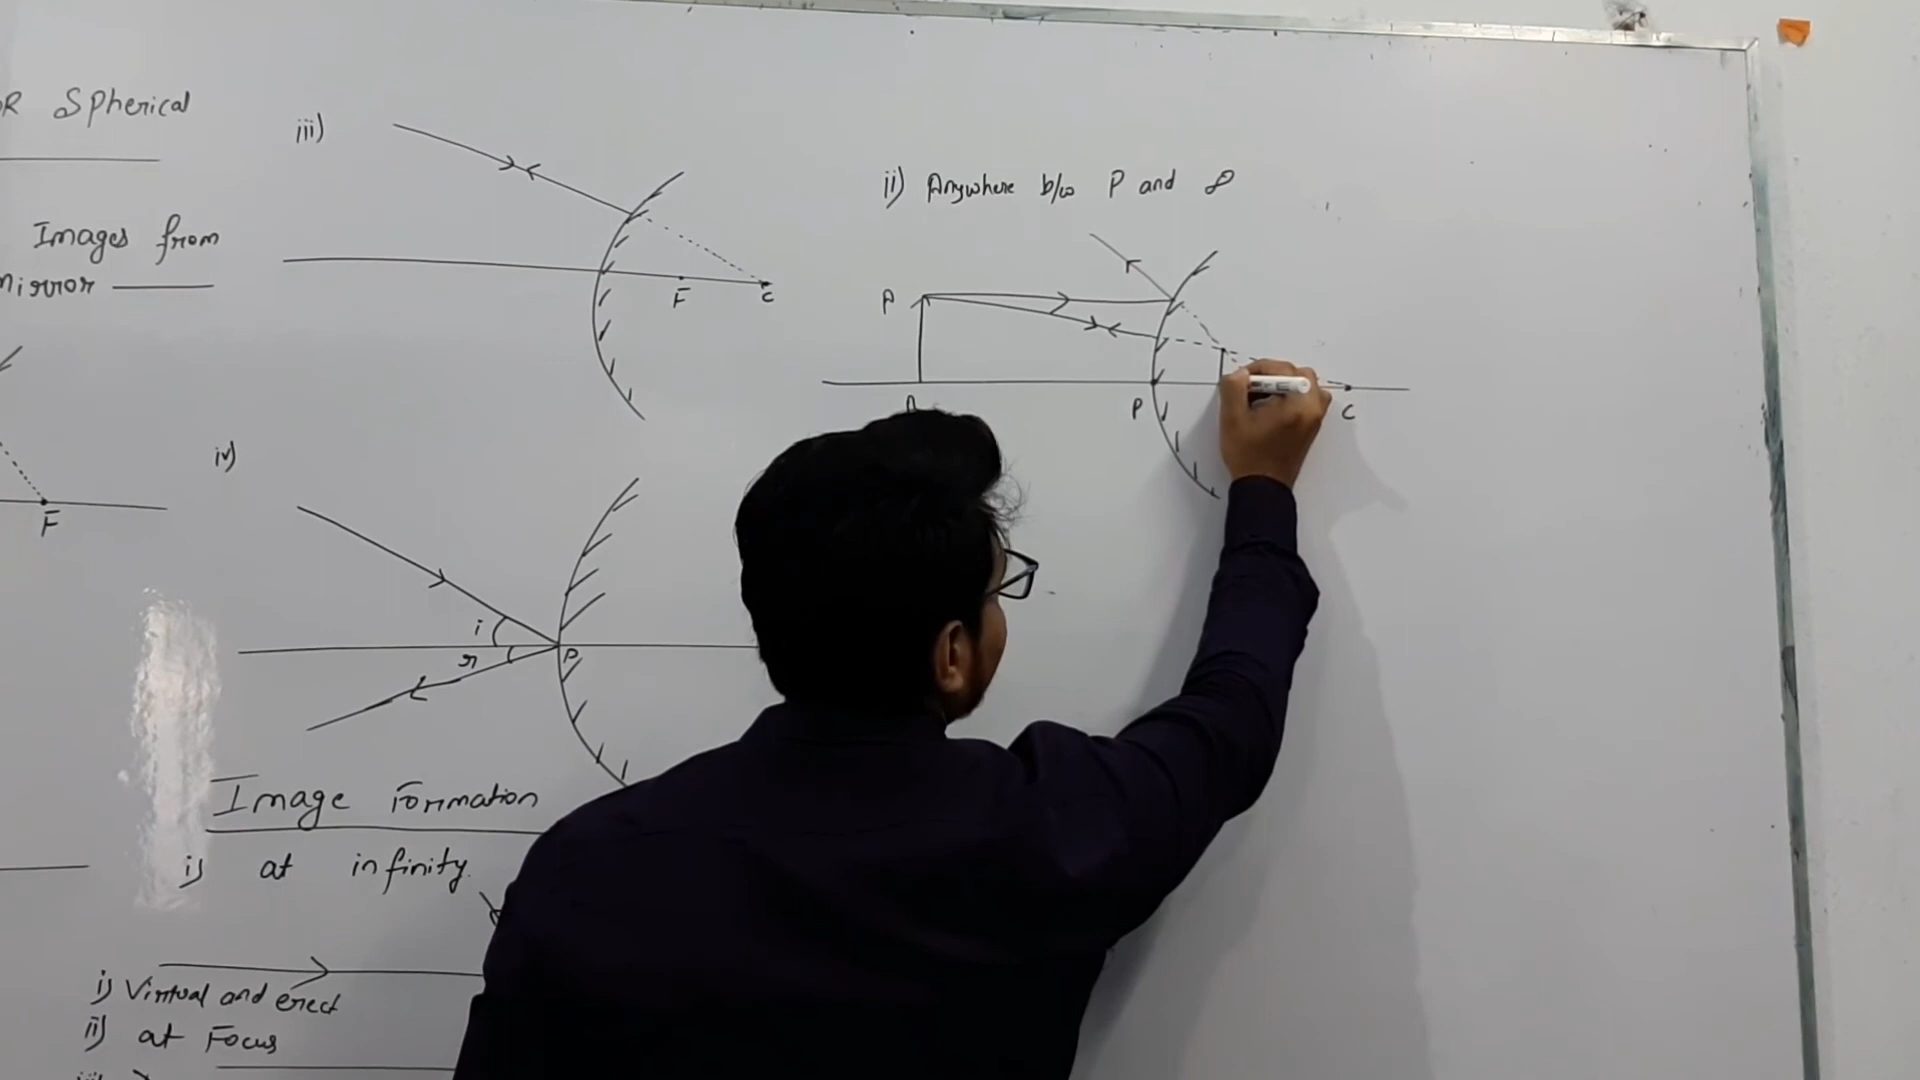 R Spherical
Images from
Mirror
F
iii)
F
C
iv)
i
r
P
Image Formation
i) at infinity.
i) Virtual and erect
ii) at Focus
ii) Anywhere b/w P and ∞
A
P
C